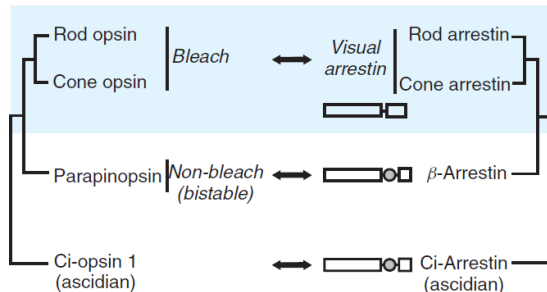 Rod opsin
Cone opsin
Bleach
Visual
arrestin
Rod arrestin
Cone arrestin
Parapinopsin
Non-bleach
(bistable)
β-Arrestin
Ci-opsin 1
(ascidian)
Ci-Arrestin
(ascidian)